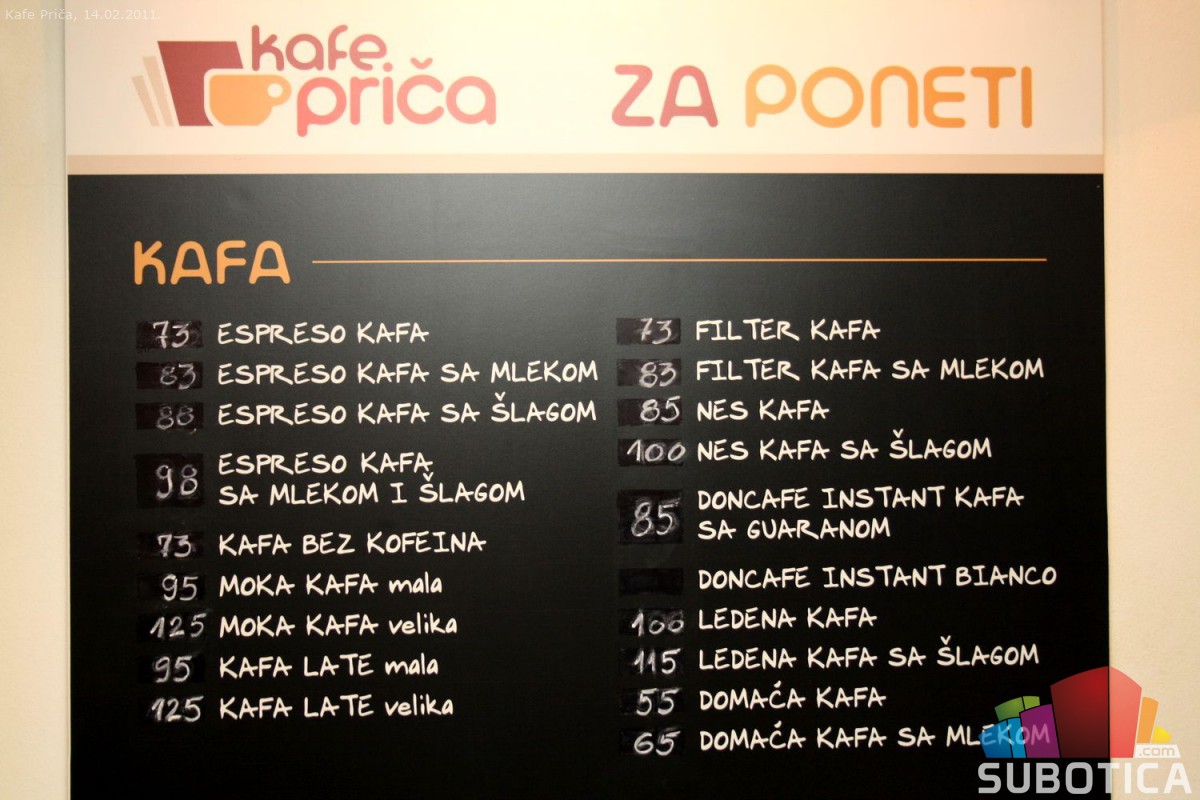 Kafe Priča, 14.02.2011.
kafe
priča
ZA PONETI
KAFA
73 ESPRESO KAFA
83 ESPRESO KAFA SA MLEKOM
88 ESPRESO KAFA SA ŠLAGOM
98 ESPRESO KAFA
SA MLEKOM I ŠLAGOM
73 KAFA BEZ KOFEINA
95 MOKA KAFA mala
125 MOKA KAFA velika
95 KAFA LATE mala
125 KAFA LATE velika
73 FILTER KAFA
83 FILTER KAFA SA MLEKOM
85 NES KAFA
100 NES KAFA SA ŠLAGOM
85 DONCAFE INSTANT KAFA
SA GUARANOM
DONCAFE INSTANT BIANCO
100 LEDENA KAFA
115 LEDENA KAFA SA ŠLAGOM
55 DOMAĆA KAFA
65 DOMAĆA KAFA SA MLEKOM
.com
SUBOTICA